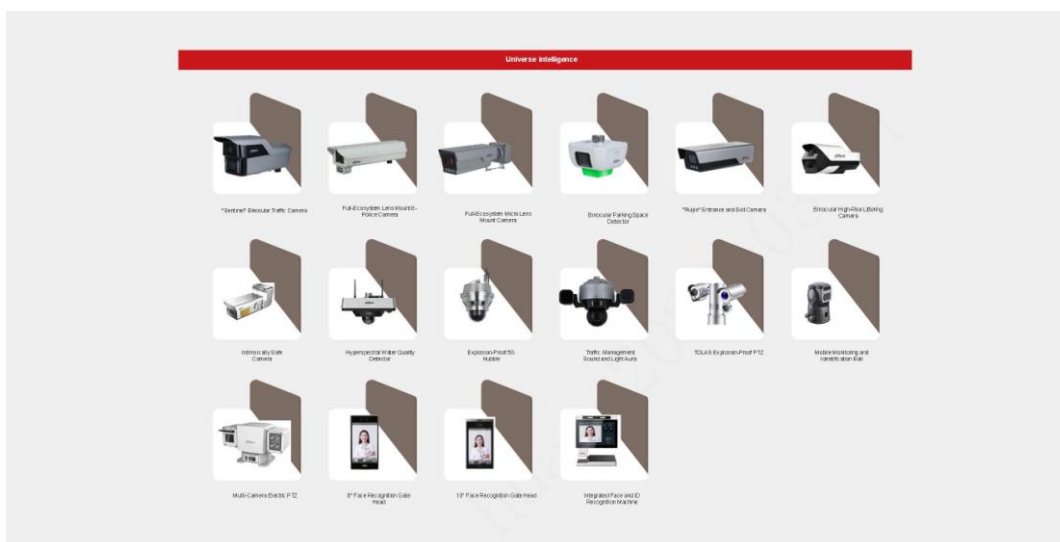 Universe intelligence
"Sentinel" Binocular Traffic Camera
Full-Ecosystem Lens Mount E-
Police Camera
Full-Ecosystem Micro Lens
Mount Camera
Binocular Parking Space
Detector
"Ruijie" Entrance and Exit Camera
Binocular High-Rise Littering
Camera
Intrinsically Safe
Camera
Hyperspectral Water Quality
Detector
Explosion-Proof 5G
Hubble
Traffic Management
Sound and Light Aura
TDLAS Explosion-Proof PTZ
Mobile Monitoring and
Identification Ball
Multi-Camera Electric PTZ
8" Face Recognition Gate
Head
10" Face Recognition Gate Head
Integrated Face and ID
Recognition Machine